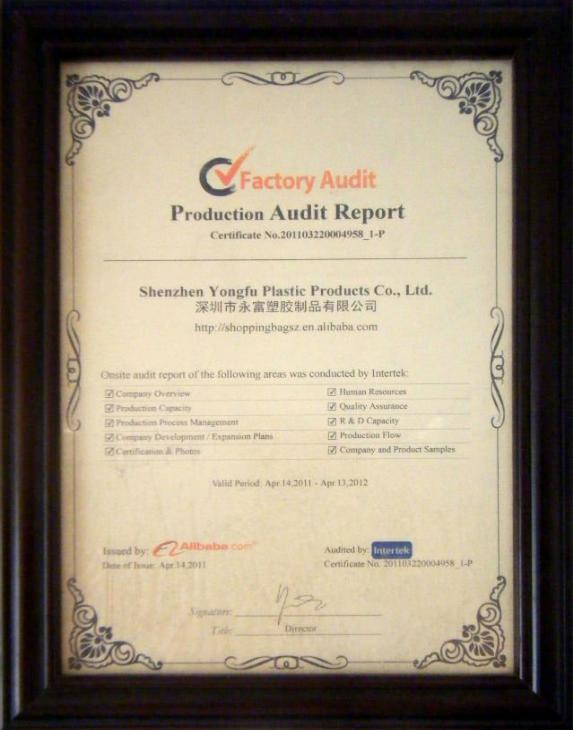 Factory Audit
Production Audit Report
Certificate No.201103220004958_1-P
Shenzhen Yongfu Plastic Products Co., Ltd.
深圳市永富塑胶制品有限公司
http://shoppingbagsz.en.alibaba.com
Onsite audit report of the following areas was conducted by Intertek:
Company Overview
Human Resources
Production Capacity
Quality Assurance
Production Process Management
R & D Capacity
Company Development / Expansion Plans
Production Flow
Certification & Photos
Company and Product Samples
Valid Period: Apr.14,2011 - Apr.13,2012
Issued by: Alibaba.com
Audited by: Intertek
Date of Issue: Apr.14,2011
Certificate No. 201103220004958_1-P
Signature:
Title: Director